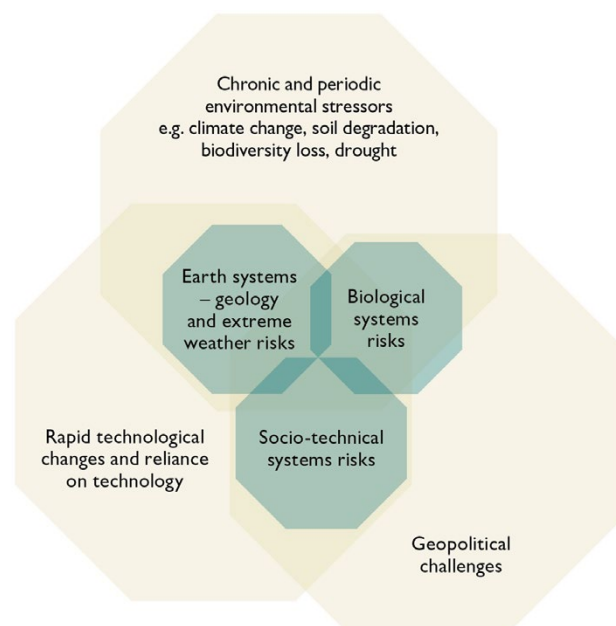 Chronic and periodic
environmental stressors
e.g. climate change, soil degradation,
biodiversity loss, drought
Earth systems
– geology
and extreme
weather risks
Biological
systems
risks
Rapid technological
changes and reliance
on technology
Socio-technical
systems risks
Geopolitical
challenges